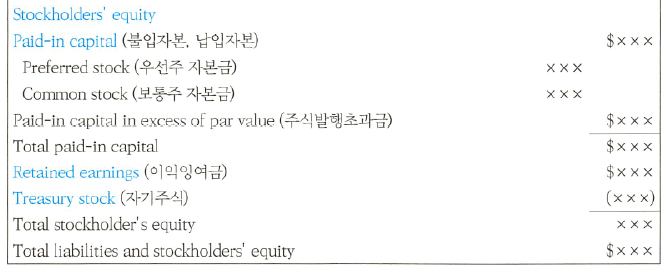 Stockholders' equity
Paid-in capital (불입자본, 납입자본) $×××
Preferred stock (우선주 자본금) ×××
Common stock (보통주 자본금) ×××
Paid-in capital in excess of par value (주식발행초과금) $×××
Total paid-in capital $×××
Retained earnings (이익잉여금) $×××
Treasury stock (자기주식) (×××)
Total stockholder's equity ×××
Total liabilities and stockholders' equity $×××